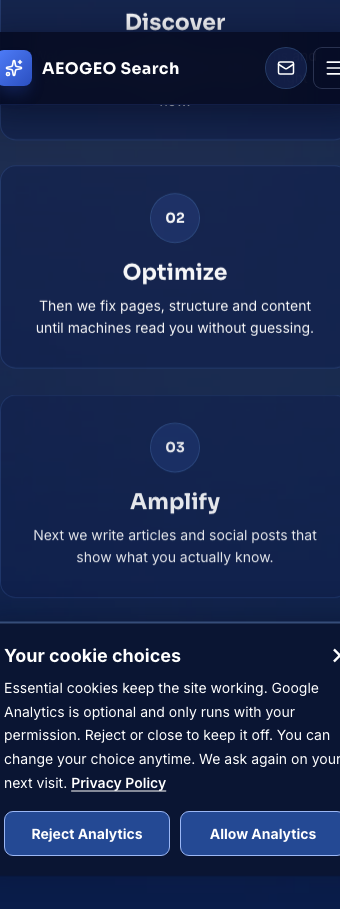 Discover
AEOGEO Search
02
Optimize
Then we fix pages, structure and content
until machines read you without guessing.
03
Amplify
Next we write articles and social posts that
show what you actually know.
Your cookie choices
Essential cookies keep the site working. Google
Analytics is optional and only runs with your
permission. Reject or close to keep it off. You can
change your choice anytime. We ask again on your
next visit. Privacy Policy
Reject Analytics
Allow Analytics